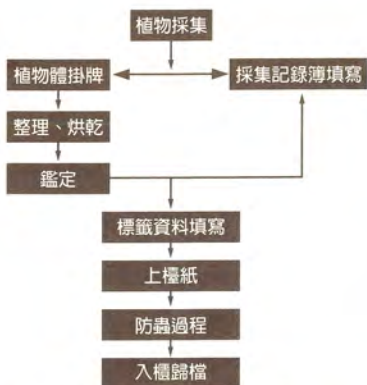 植物採集
植物體掛牌
採集記錄簿填寫
整理、烘乾
鑑定
標籤資料填寫
上檯紙
防蟲過程
入櫃歸檔